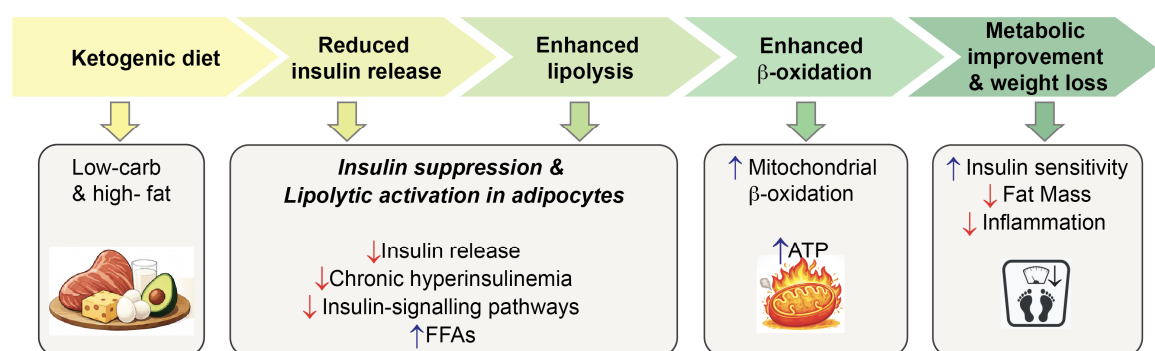 Ketogenic diet
Reduced
insulin release
Enhanced
lipolysis
Enhanced
β-oxidation
Metabolic
improvement
& weight loss
Low-carb
& high- fat
Insulin suppression &
Lipolytic activation in adipocytes
↓Insulin release
↓Chronic hyperinsulinemia
↓ Insulin-signalling pathways
↑FFAs
↑ Mitochondrial
β-oxidation
↑ATP
↑ Insulin sensitivity
↓ Fat Mass
↓ Inflammation